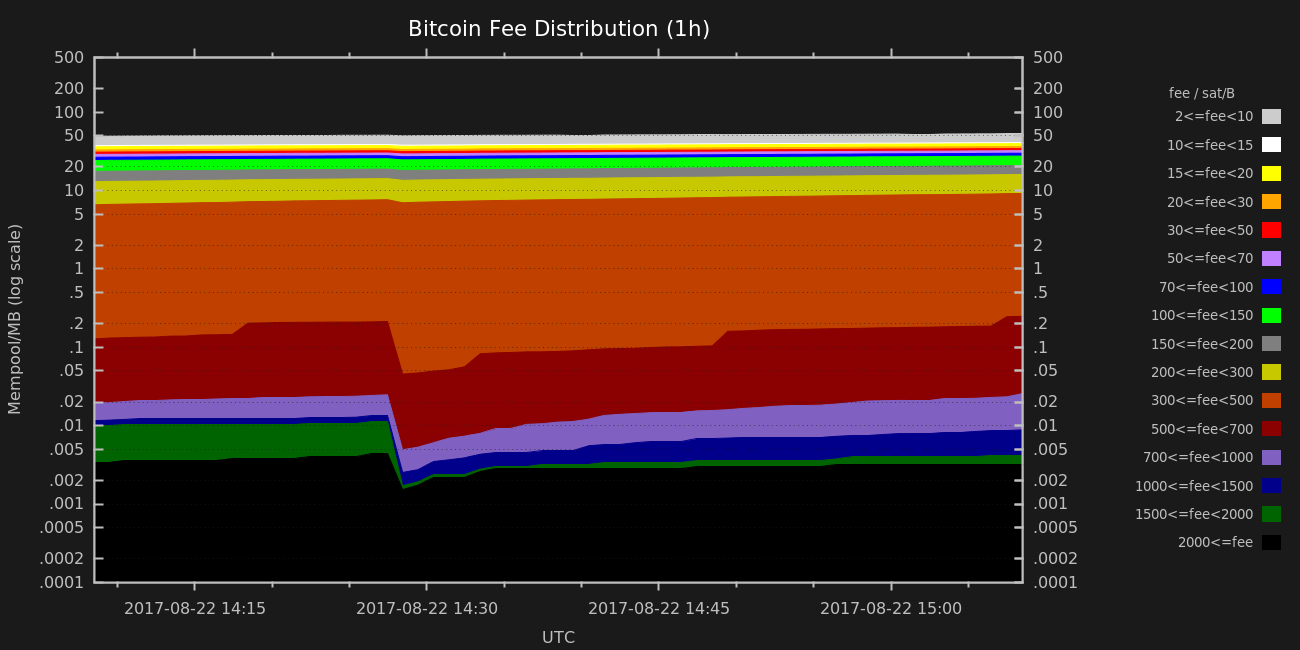 Bitcoin Fee Distribution (1h)
Mempool/MB (log scale)
500
200
100
50
20
10
5
2
1
.5
.2
.1
.05
.02
.01
.005
.002
.001
.0005
.0002
.0001
500
200
100
50
20
10
5
2
1
.5
.2
.1
.05
.02
.01
.005
.002
.001
.0005
.0002
.0001
2017-08-22 14:15
2017-08-22 14:30
2017-08-22 14:45
2017-08-22 15:00
UTC
fee / sat/B
2<=fee<10
10<=fee<15
15<=fee<20
20<=fee<30
30<=fee<50
50<=fee<70
70<=fee<100
100<=fee<150
150<=fee<200
200<=fee<300
300<=fee<500
500<=fee<700
700<=fee<1000
1000<=fee<1500
1500<=fee<2000
2000<=fee